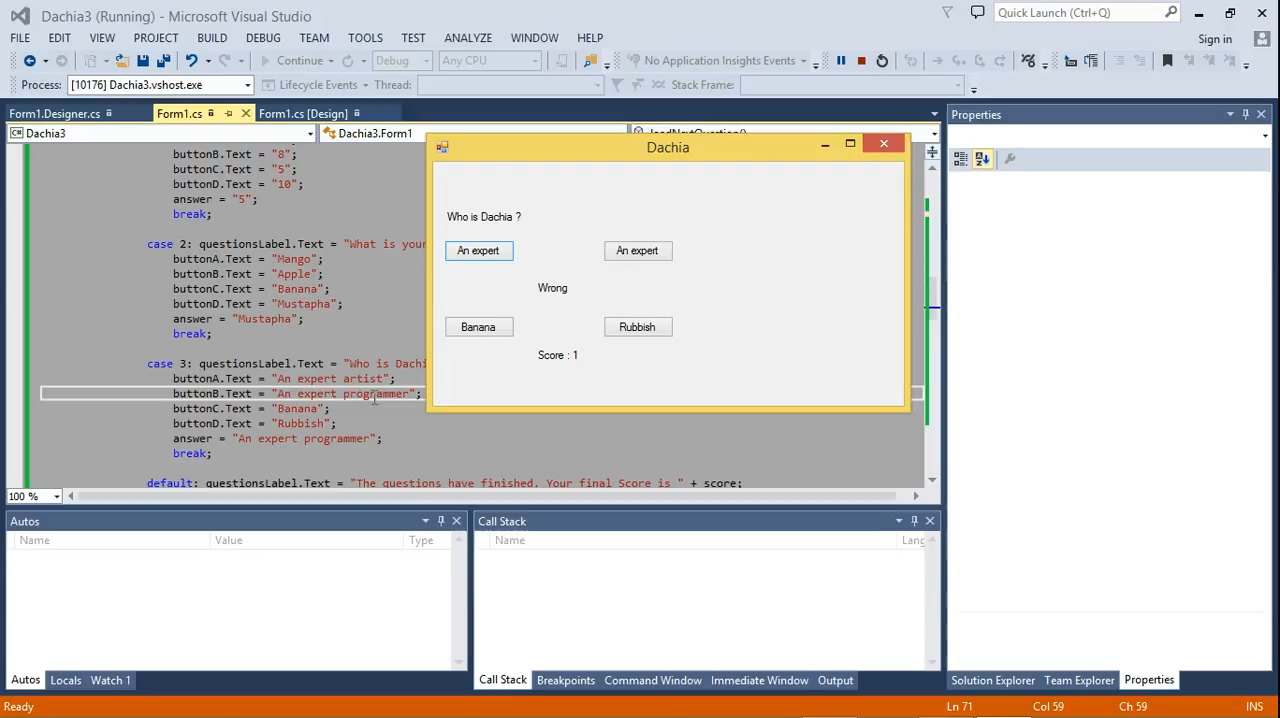 Dachia3 (Running) - Microsoft Visual Studio
Quick Launch (Ctrl+Q)
FILE EDIT VIEW PROJECT BUILD DEBUG TEAM TOOLS TEST ANALYZE WINDOW HELP
Sign in
Continue Debug Any CPU No Application Insights Events
Process: [10176] Dachia3.vshost.exe Lifecycle Events Thread: Stack Frame:
Form1.Designer.cs Form1.cs Form1.cs [Design]
Properties
Dachia3 Dachia3.Form1 loadNextQuestion()
Dachia
buttonB.Text = "8";
buttonC.Text = "5";
buttonD.Text = "10";
answer = "5";
break;
case 2: questionsLabel.Text = "What is your
buttonA.Text = "Mango";
buttonB.Text = "Apple";
buttonC.Text = "Banana";
buttonD.Text = "Mustapha";
answer = "Mustapha";
break;
case 3: questionsLabel.Text = "Who is Dachi
buttonA.Text = "An expert artist";
buttonB.Text = "An expert programmer";
buttonC.Text = "Banana";
buttonD.Text = "Rubbish";
answer = "An expert programmer";
break;
default: questionsLabel.Text = "The questions have finished. Your final Score is " + score;
Who is Dachia ?
An expert An expert
Wrong
Banana Rubbish
Score : 1
100 %
Autos
Name Value Type
Call Stack
Name Lang
Autos Locals Watch 1
Call Stack Breakpoints Command Window Immediate Window Output
Solution Explorer Team Explorer Properties
Ready Ln 71 Col 59 Ch 59 INS